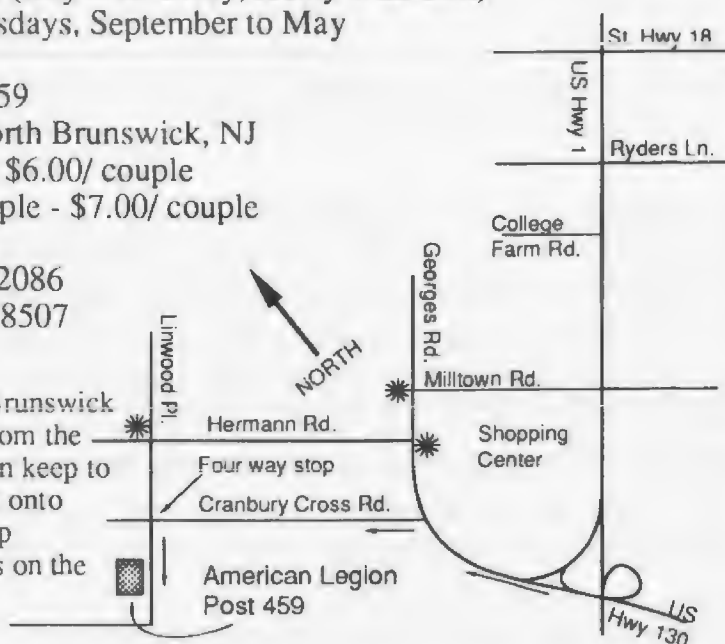 sdays, September to May
59
orth Brunswick, NJ
$6.00/ couple
ple - $7.00/ couple
2086
8507
Brunswick
om the
n keep to
onto
p
s on the
St. Hwy 18
US Hwy 1
Ryders Ln.
College
Farm Rd.
Georges Rd.
Linwood Pl.
NORTH
Milltown Rd.
Hermann Rd.
Shopping
Center
Four way stop
Cranbury Cross Rd.
American Legion
Post 459
US
Hwy 130